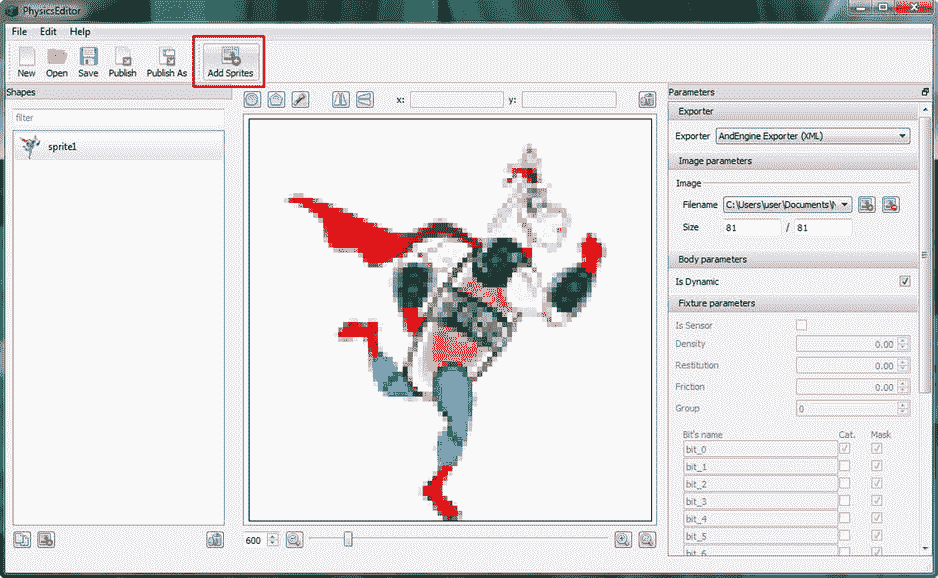 PhysicsEditor
File Edit Help
New Open Save Publish Publish As Add Sprites
Shapes
filter
sprite1
x: y:
600
Parameters
Exporter
Exporter AndEngine Exporter (XML)
Image parameters
Image
Filename C:\Users\user\Documents\
Size 81 / 81
Body parameters
Is Dynamic
Fixture parameters
Is Sensor
Density 0.00
Restitution 0.00
Friction 0.00
Group 0
Bit's name Cat. Mask
bit_0
bit_1
bit_2
bit_3
bit_4
bit_5
bit_6